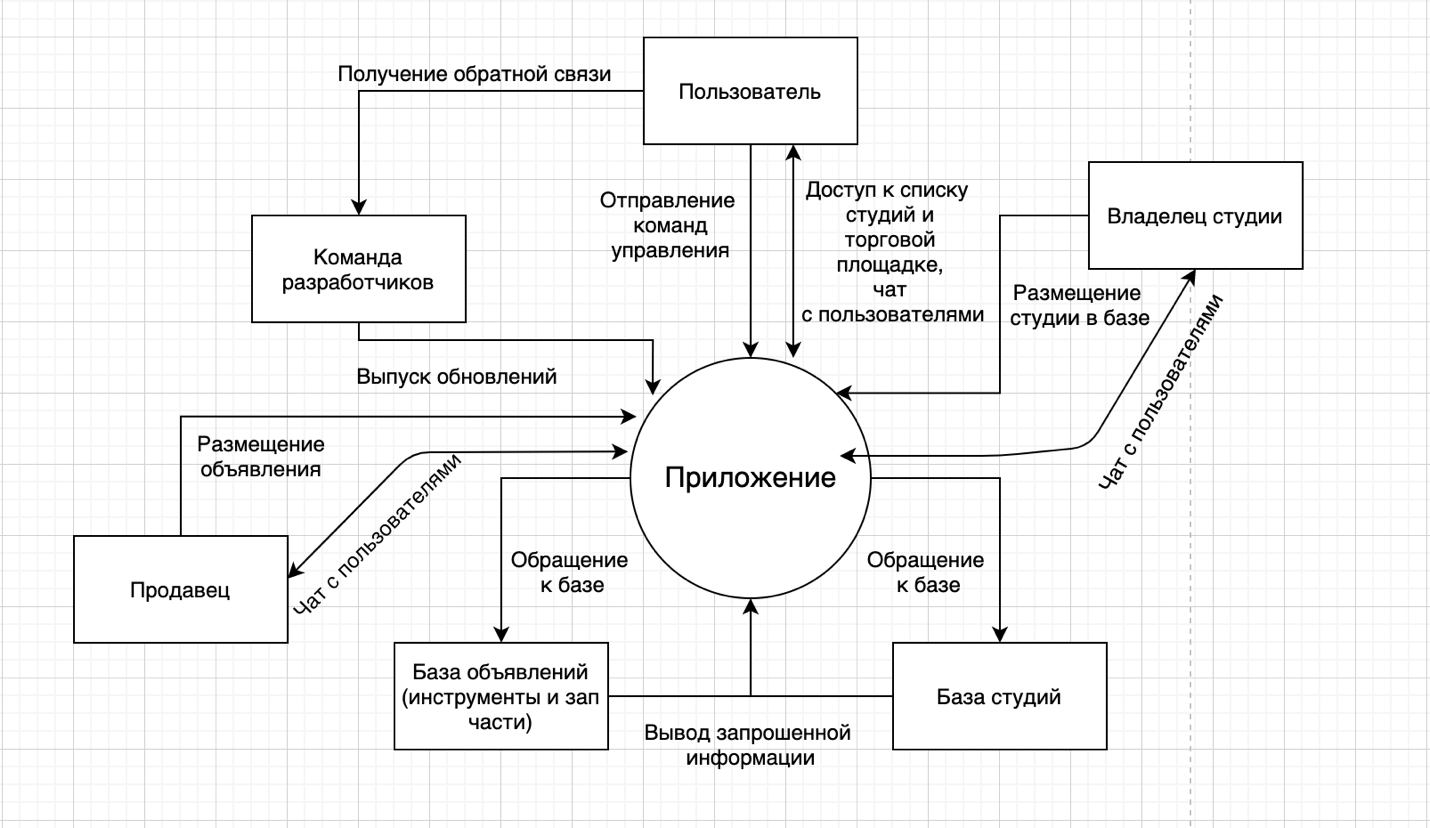 Получение обратной связи
Пользователь
Команда
разработчиков
Отправление
команд
управления
Доступ к списку
студий и
торговой
площадке,
чат
с пользователями
Владелец студии
Размещение
студии в базе
Чат с пользователями
Выпуск обновлений
Размещение
объявления
Чат с пользователями
Приложение
Продавец
Обращение
к базе
Обращение
к базе
База объявлений
(инструменты и зап
части)
Вывод запрошенной
информации
База студий